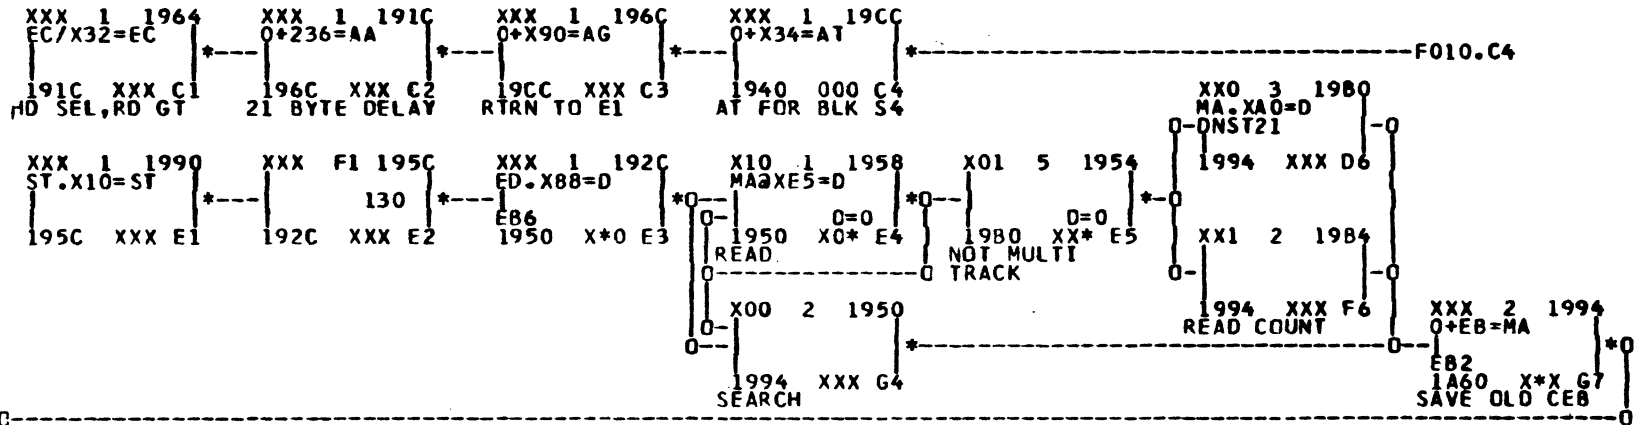 XXX 1 1964 XXX 1 191C XXX 1 196C XXX 1 19CC
EC/X32=EC 0+236=AA 0+X90=AG 0+X34=AT
*--- *--- *--- *---F010.C4
191C XXX C1 196C XXX C2 19CC XXX C3 1940 000 C4
HD SEL,RD GT 21 BYTE DELAY RTRN TO E1 AT FOR BLK S4
XX0 3 19B0
MA.XA0=D
DNST21
1994 XXX D6
XXX 1 1990 XXX F1 195C XXX 1 192C X10 1 1958 X01 5 1954
ST.X10=ST ED.X88=D MA@XE5=D
130
EB6 0=0 0=0
195C XXX E1 192C XXX E2 1950 X*0 E3 1950 X0* E4 19B0 XX* E5
READ NOT MULTI
TRACK
XX1 2 19B4
1994 XXX F6
READ COUNT
X00 2 1950
1994 XXX G4
SEARCH
XXX 2 1994
0+EB=MA
EB2
1A60 X*X G7
SAVE OLD CEB